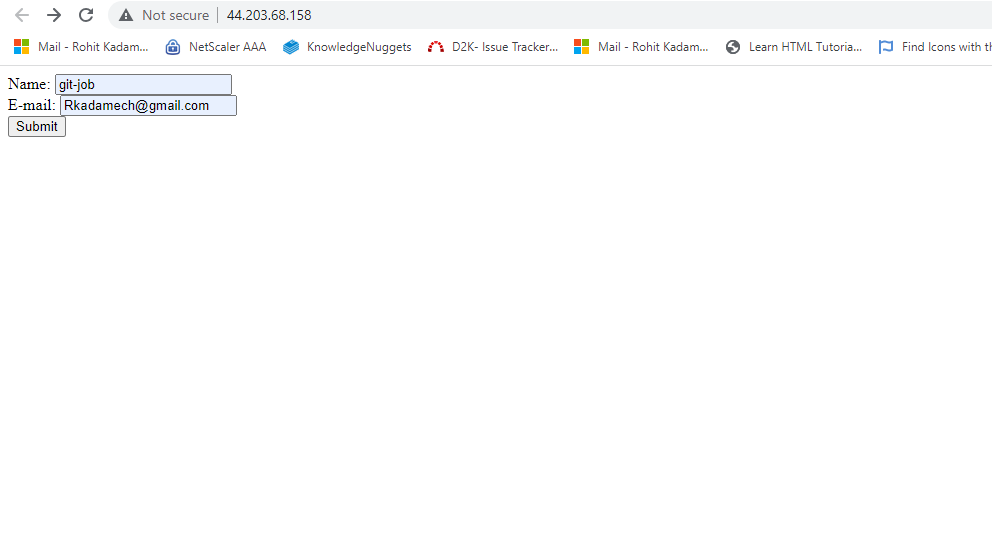 Not secure 44.203.68.158
Mail - Rohit Kadam... NetScaler AAA KnowledgeNuggets D2K- Issue Tracker... Mail - Rohit Kadam... Learn HTML Tutoria... Find Icons with th
Name: git-job
E-mail: Rkadamech@gmail.com
Submit